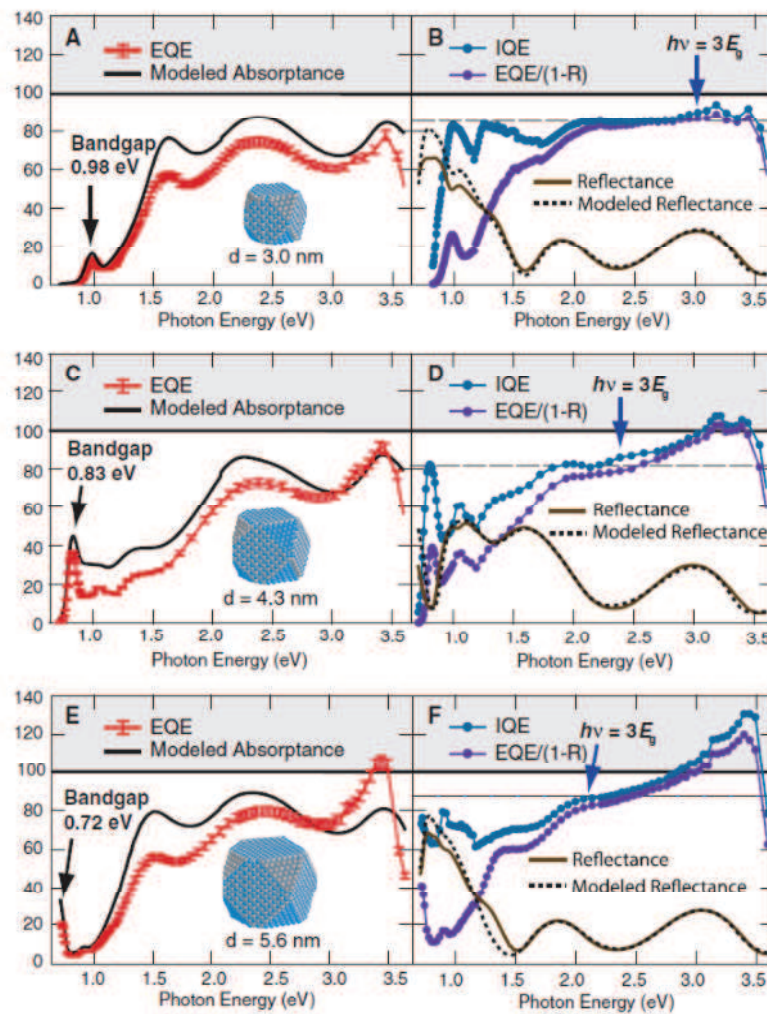 A
EQE
Modeled Absorptance
Bandgap
0.98 eV
d = 3.0 nm
140
120
100
80
60
40
20
0
1.0 1.5 2.0 2.5 3.0 3.5
Photon Energy (eV)
B
IQE
EQE/(1-R)
hν = 3Eg
Reflectance
Modeled Reflectance
1.0 1.5 2.0 2.5 3.0 3.5
Photon Energy (eV)
C
EQE
Modeled Absorptance
Bandgap
0.83 eV
d = 4.3 nm
140
120
100
80
60
40
20
0
1.0 1.5 2.0 2.5 3.0 3.5
Photon Energy (eV)
D
IQE
EQE/(1-R)
hν = 3Eg
Reflectance
Modeled Reflectance
1.0 1.5 2.0 2.5 3.0 3.5
Photon Energy (eV)
E
EQE
Modeled Absorptance
Bandgap
0.72 eV
d = 5.6 nm
140
120
100
80
60
40
20
0
1.0 1.5 2.0 2.5 3.0 3.5
Photon Energy (eV)
F
IQE
EQE/(1-R)
hν = 3Eg
Reflectance
Modeled Reflectance
1.0 1.5 2.0 2.5 3.0 3.5
Photon Energy (eV)